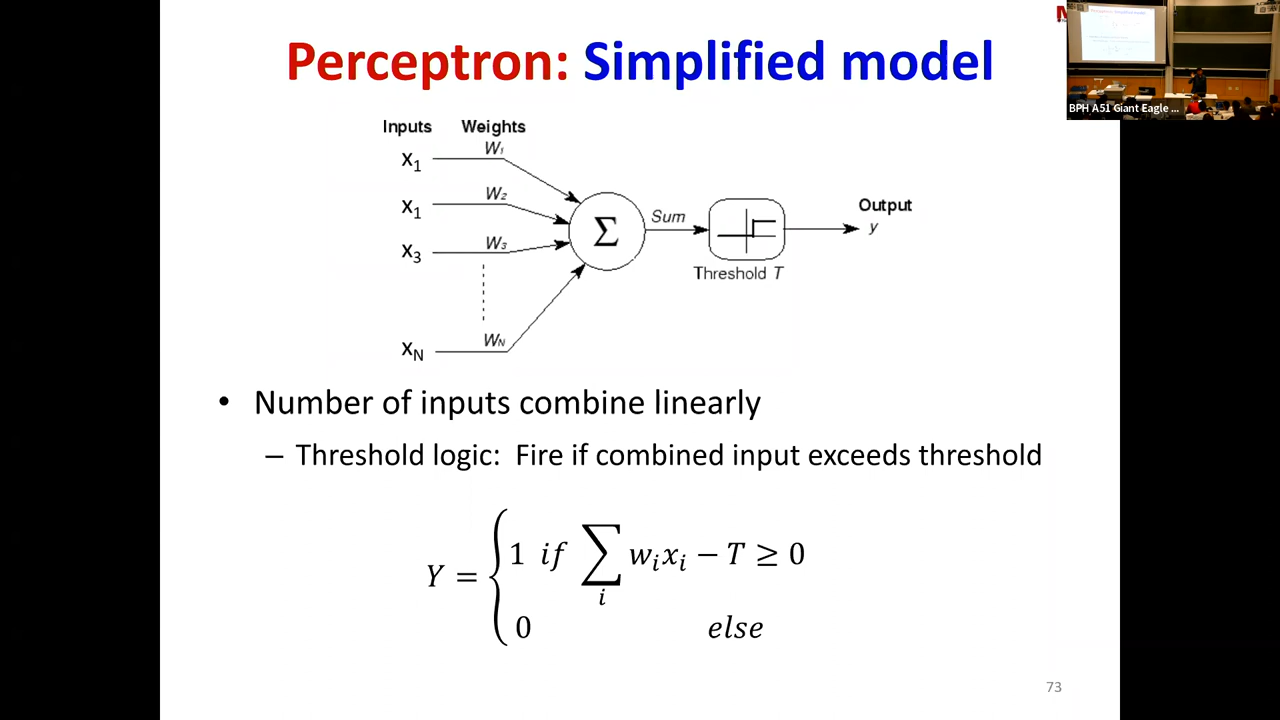 Perceptron: Simplified model
Inputs Weights
x1 W1
x1 W2
x3 W3
xN WN
Σ
Sum
Threshold T
Output
y
• Number of inputs combine linearly
– Threshold logic: Fire if combined input exceeds threshold
Y = { 1 if ∑i wixi − T ≥ 0
0 else
73
BPH A51 Giant Eagle ...